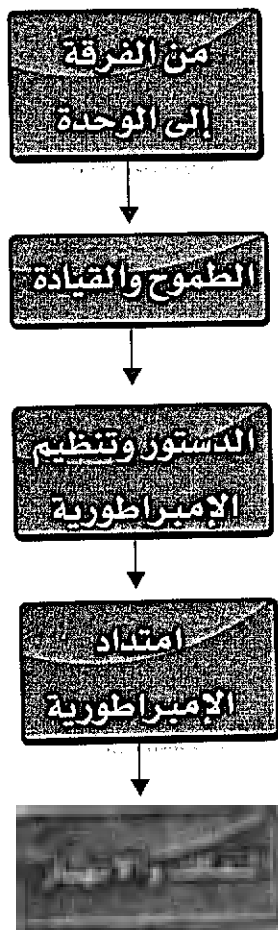 من الفرقة
إلى الوحدة
الطموح والقيادة
الدستور وتنظيم
الإمبراطورية
امتداد
الإمبراطورية